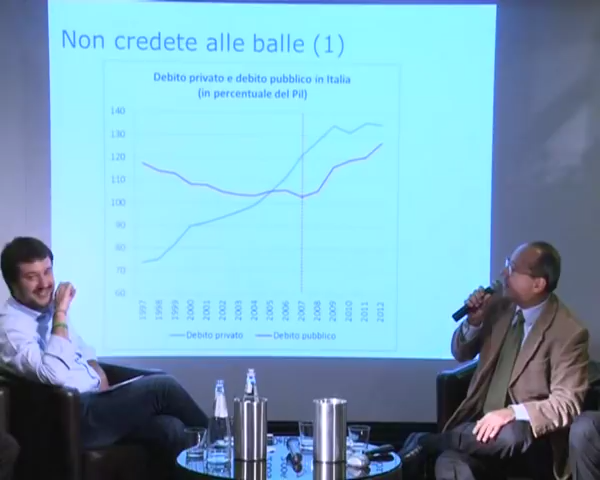 Non credete alle balle (1)
Debito privato e debito pubblico in Italia
(in percentuale del Pil)
140
130
120
110
100
90
80
70
60
1997 1998 1999 2000 2001 2002 2003 2004 2005 2006 2007 2008 2009 2010 2011 2012
Debito privato Debito pubblico